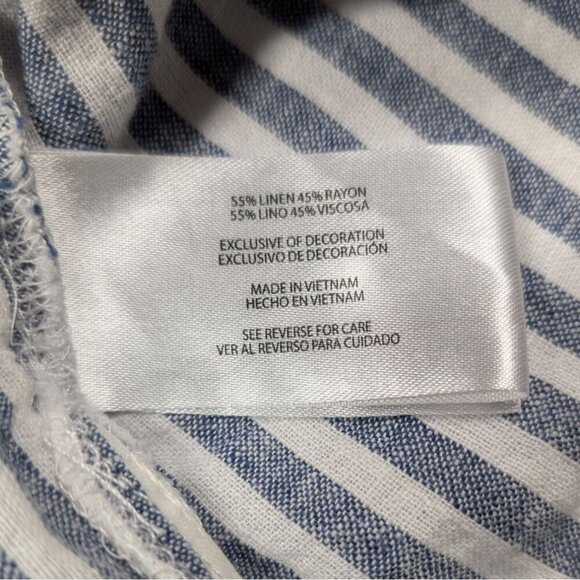 55% LINEN 45% RAYON
55% LINO 45% VISCOSA
EXCLUSIVE OF DECORATION
EXCLUSIVO DE DECORACIÓN
MADE IN VIETNAM
HECHO EN VIETNAM
SEE REVERSE FOR CARE
VER AL REVERSO PARA CUIDADO